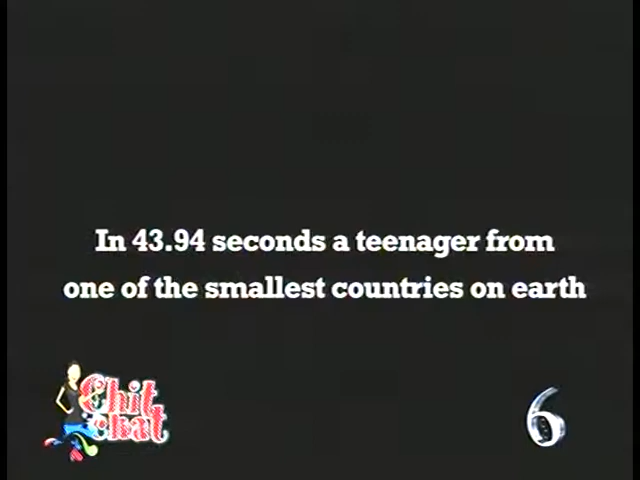 In 43.94 seconds a teenager from
one of the smallest countries on earth
Chit
Chat
6